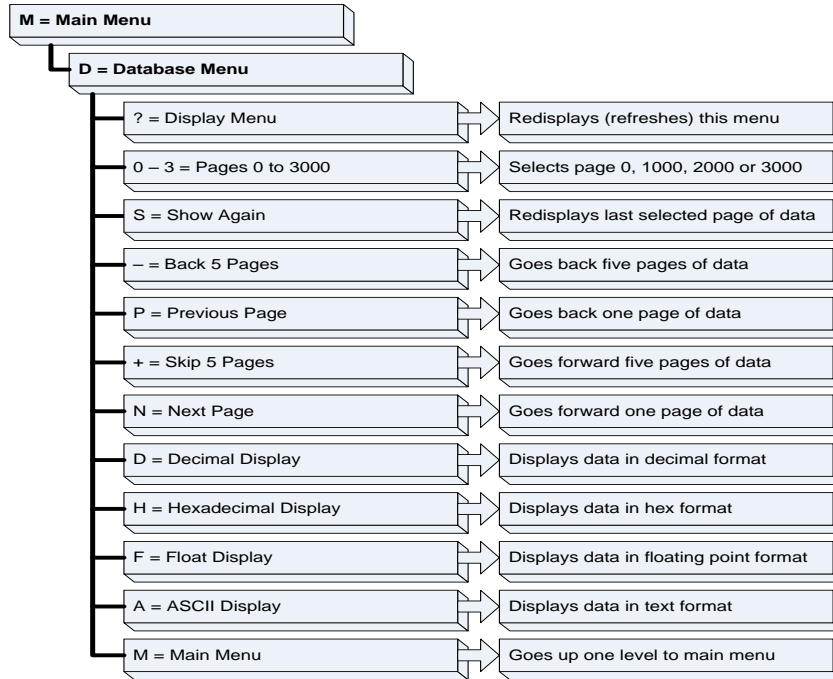 M = Main Menu
D = Database Menu
? = Display Menu
Redisplays (refreshes) this menu
0 – 3 = Pages 0 to 3000
Selects page 0, 1000, 2000 or 3000
S = Show Again
Redisplays last selected page of data
– = Back 5 Pages
Goes back five pages of data
P = Previous Page
Goes back one page of data
+ = Skip 5 Pages
Goes forward five pages of data
N = Next Page
Goes forward one page of data
D = Decimal Display
Displays data in decimal format
H = Hexadecimal Display
Displays data in hex format
F = Float Display
Displays data in floating point format
A = ASCII Display
Displays data in text format
M = Main Menu
Goes up one level to main menu